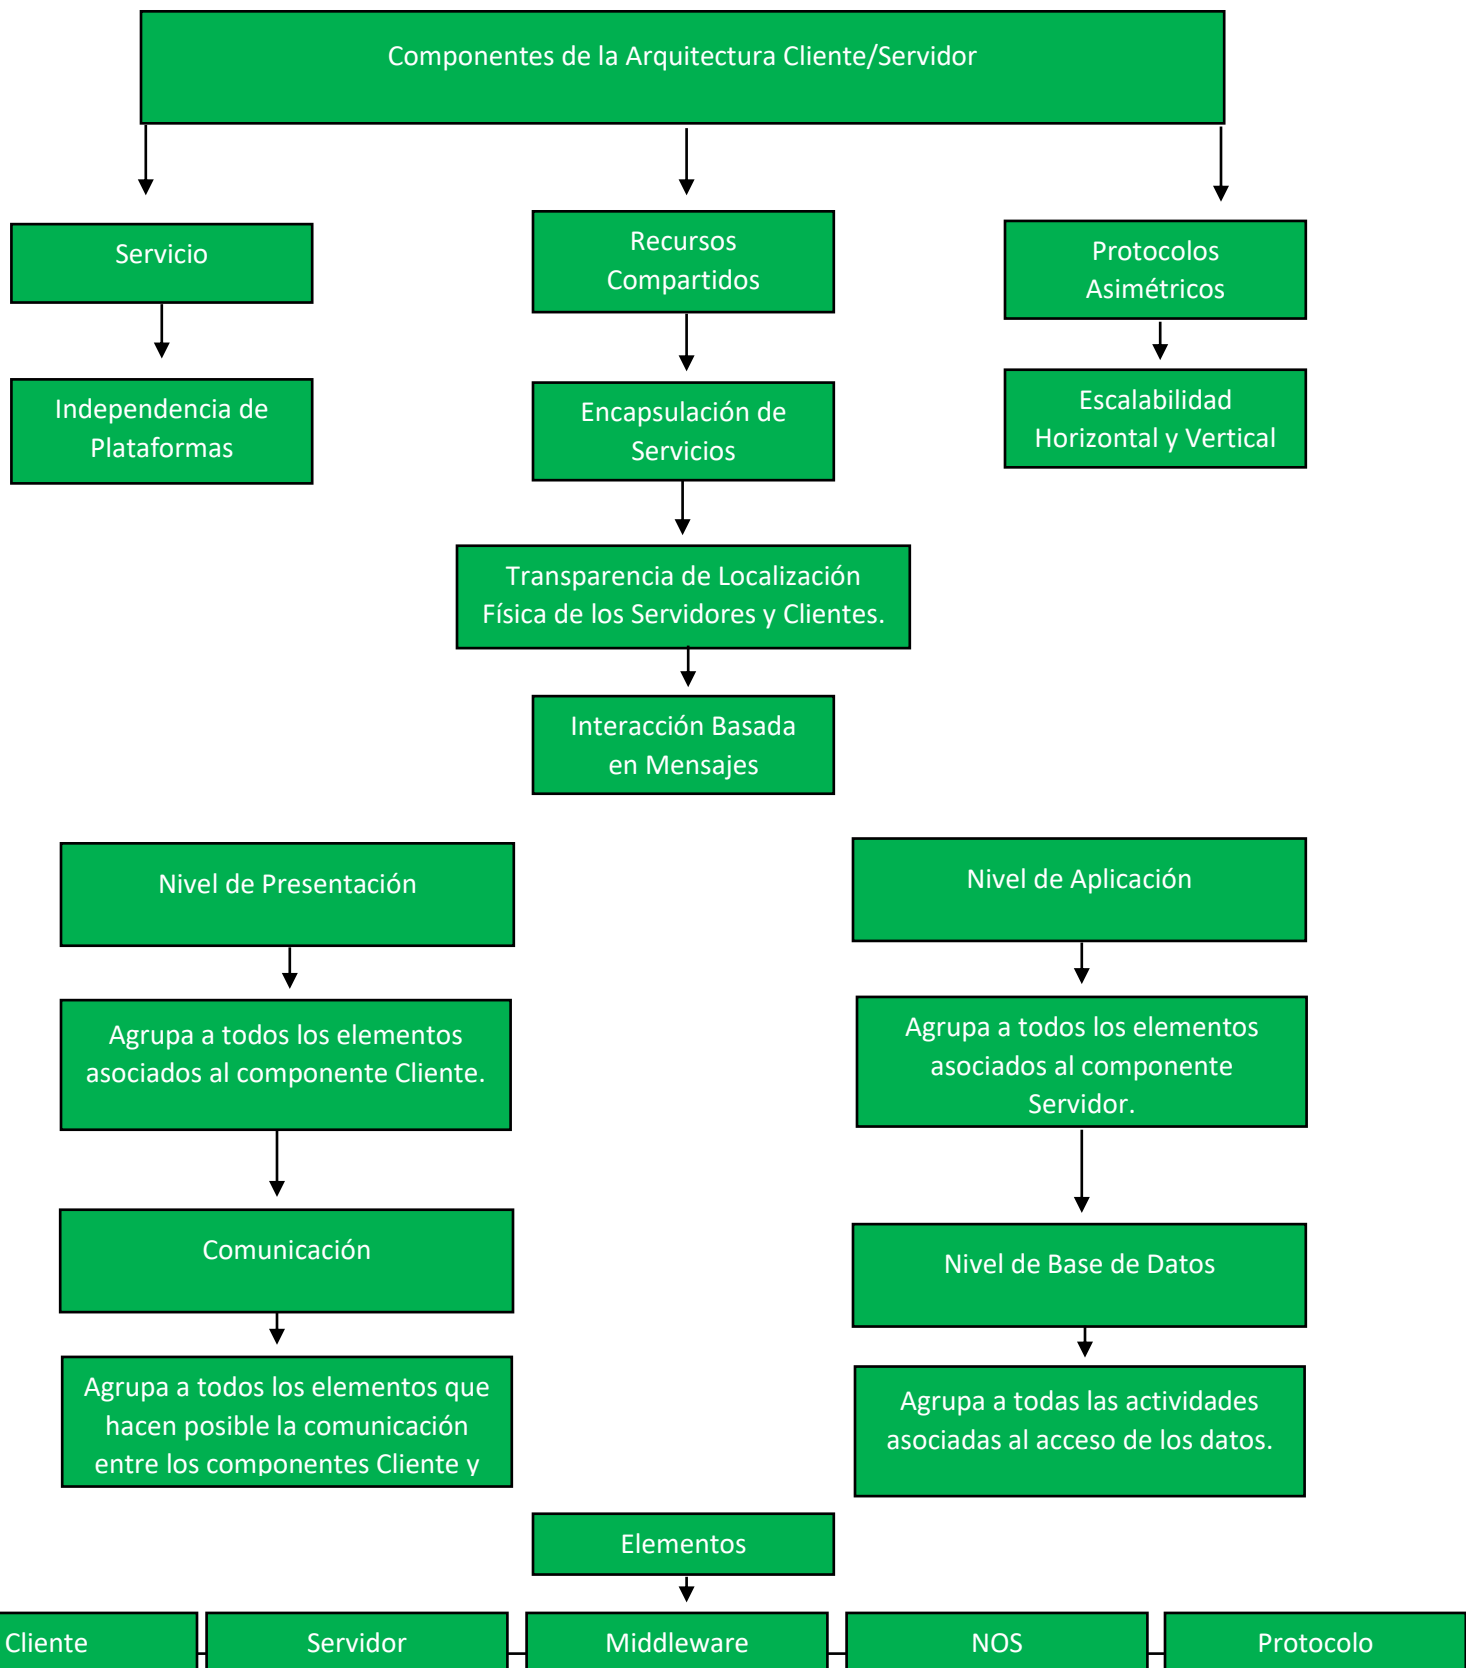 Componentes de la Arquitectura Cliente/Servidor
Servicio
Recursos
Compartidos
Protocolos
Asimétricos
Independencia de
Plataformas
Encapsulación de
Servicios
Escalabilidad
Horizontal y Vertical
Transparencia de Localización
Física de los Servidores y Clientes.
Interacción Basada
en Mensajes
Nivel de Presentación
Nivel de Aplicación
Agrupa a todos los elementos
asociados al componente Cliente.
Agrupa a todos los elementos
asociados al componente
Servidor.
Comunicación
Nivel de Base de Datos
Agrupa a todos los elementos que
hacen posible la comunicación
entre los componentes Cliente y
Agrupa a todas las actividades
asociadas al acceso de los datos.
Elementos
Cliente
Servidor
Middleware
NOS
Protocolo